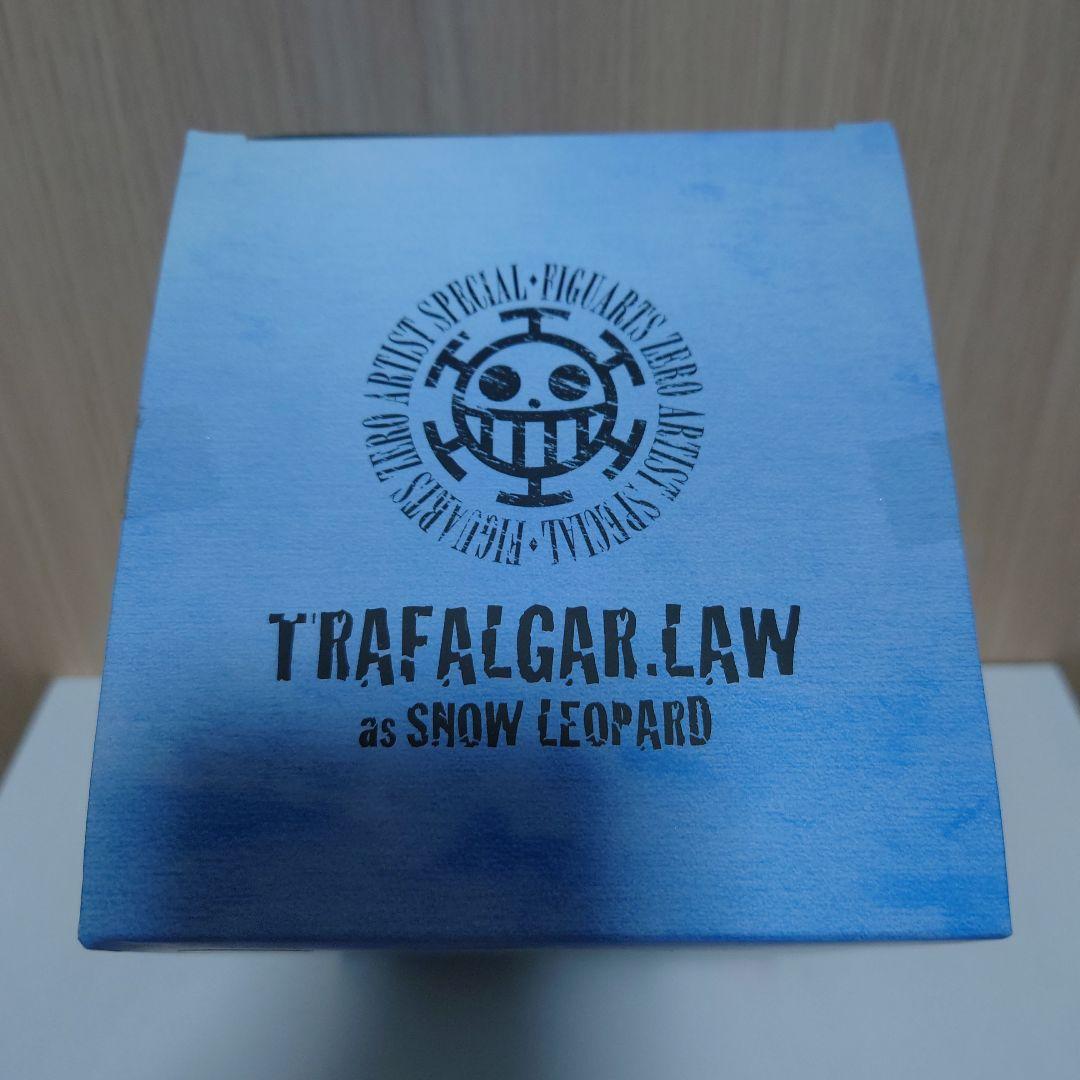 FIGUARTS ZERO ARTIST SPECIAL · FIGUARTS ZERO ARTIST SPECIAL ·
TRAFALGAR.LAW
as SNOW LEOPARD